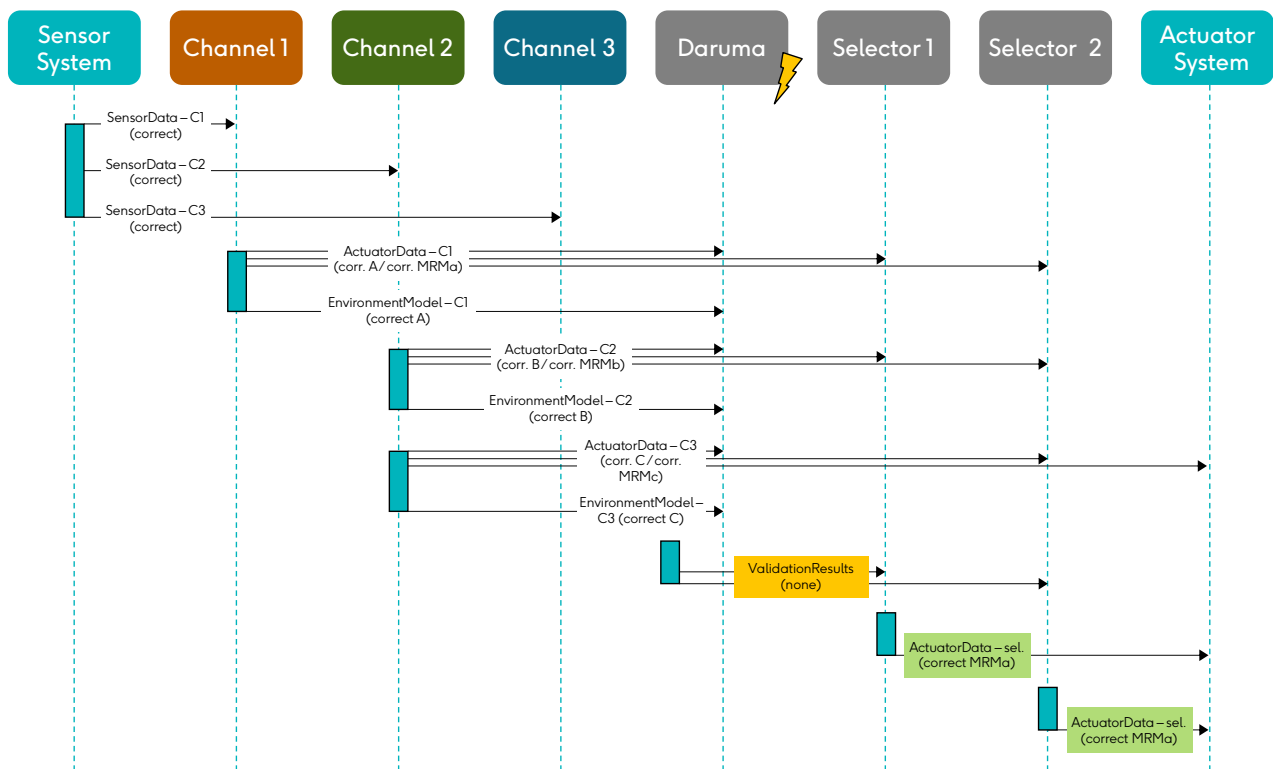 Sensor
System
Channel 1
Channel 2
Channel 3
Daruma
Selector 1
Selector 2
Actuator
System
SensorData – C1
(correct)
SensorData – C2
(correct)
SensorData – C3
(correct)
ActuatorData – C1
(corr. A / corr. MRMa)
EnvironmentModel – C1
(correct A)
ActuatorData – C2
(corr. B / corr. MRMb)
EnvironmentModel – C2
(correct B)
ActuatorData – C3
(corr. C / corr.
MRMc)
EnvironmentModel –
C3 (correct C)
ValidationResults
(none)
ActuatorData – sel.
(correct MRMa)
ActuatorData – sel.
(correct MRMa)